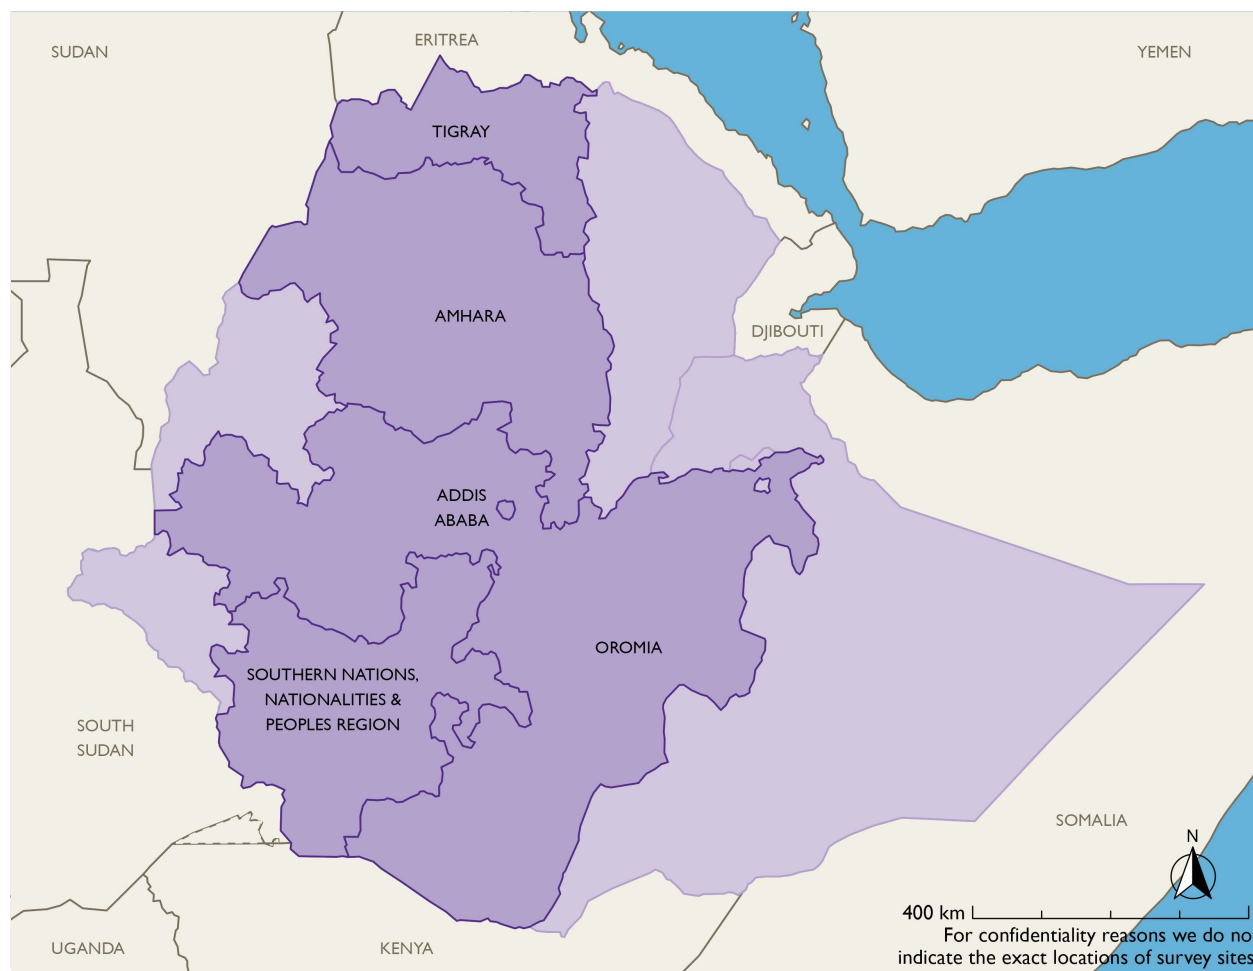 ERITREA
SUDAN
YEMEN
TIGRAY
AMHARA
DJIBOUTI
ADDIS
ABABA
OROMIA
SOUTHERN NATIONS,
NATIONALITIES &
PEOPLES REGION
SOUTH
SUDAN
SOMALIA
N
400 km
For confidentiality reasons we do no
indicate the exact locations of survey sites
UGANDA
KENYA